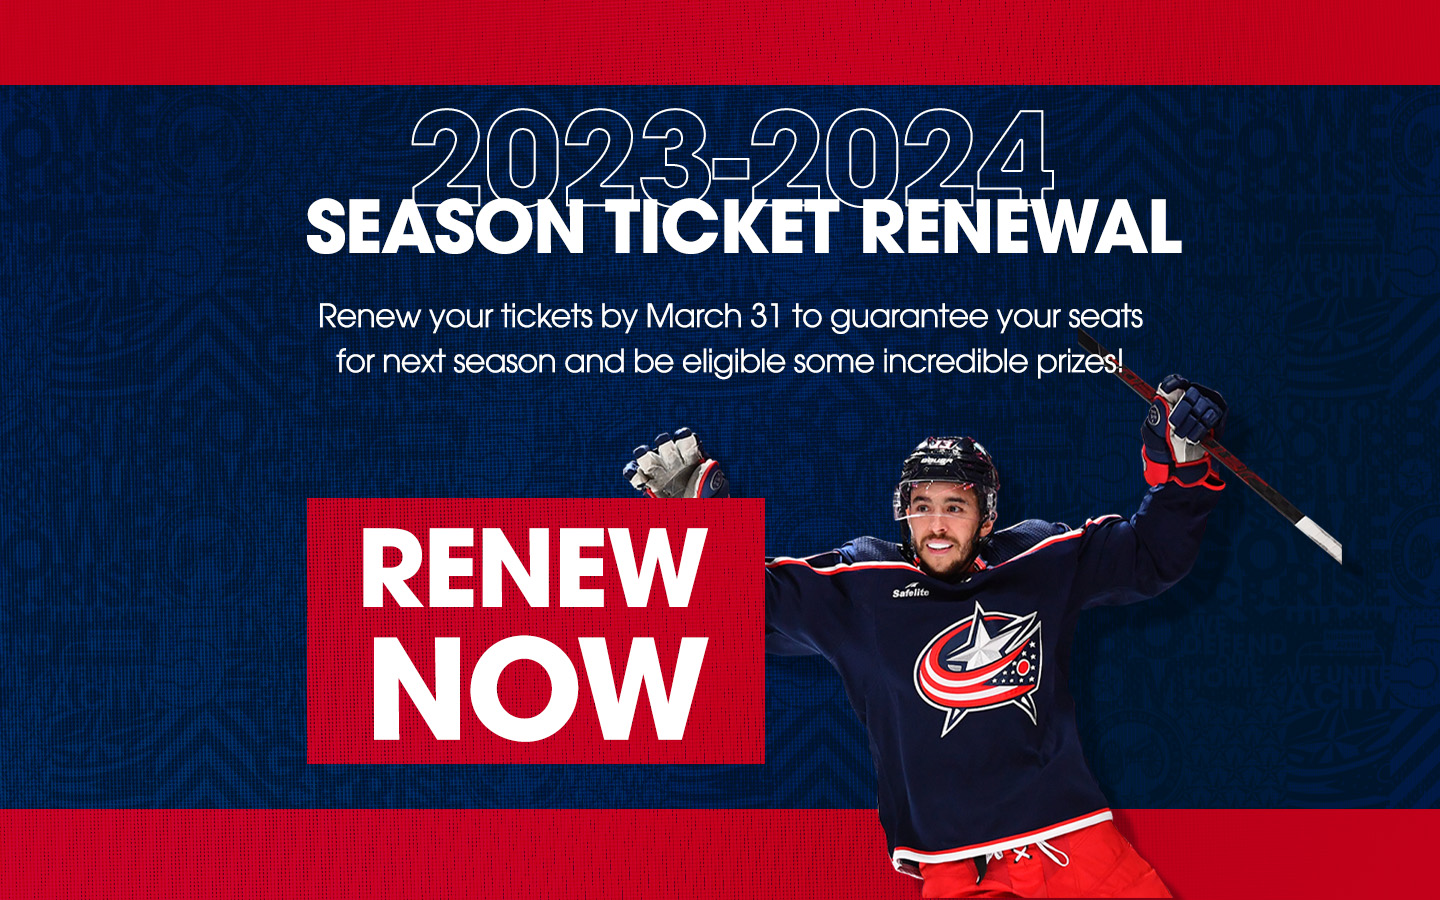 2023-2024
SEASON TICKET RENEWAL
Renew your tickets by March 31 to guarantee your seats
for next season and be eligible some incredible prizes!
RENEW
NOW
BAUER
Safelite